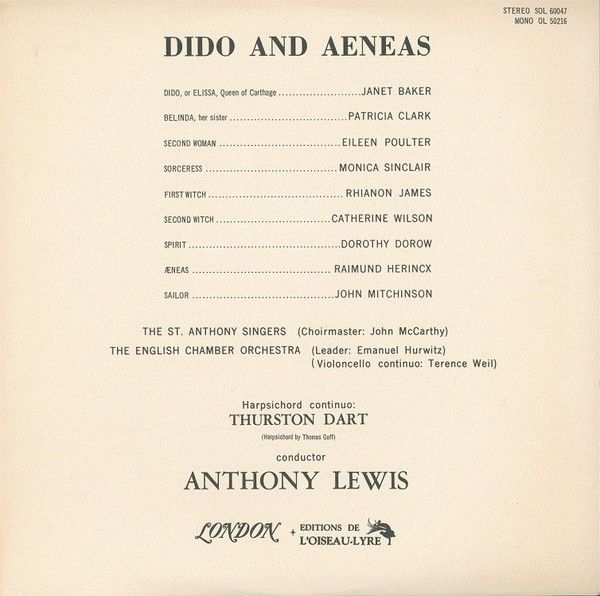 STEREO SOL 60047
MONO OL 50216
DIDO AND AENEAS
DIDO, or ELISSA, Queen of Carthage ..................... JANET BAKER
BELINDA, her sister .............................. PATRICIA CLARK
SECOND WOMAN ............................... EILEEN POULTER
SORCERESS ................................. MONICA SINCLAIR
FIRST WITCH .................................. RHIANON JAMES
SECOND WITCH ............................. CATHERINE WILSON
SPIRIT ...................................... DOROTHY DOROW
ÆNEAS ................................... RAIMUND HERINCX
SAILOR .................................... JOHN MITCHINSON
THE ST. ANTHONY SINGERS (Choirmaster: John McCarthy)
THE ENGLISH CHAMBER ORCHESTRA (Leader: Emanuel Hurwitz)
(Violoncello continuo: Terence Weil)
Harpsichord continuo:
THURSTON DART
(Harpsichord by Thomas Goff)
conductor
ANTHONY LEWIS
LONDON + EDITIONS DE L'OISEAU-LYRE